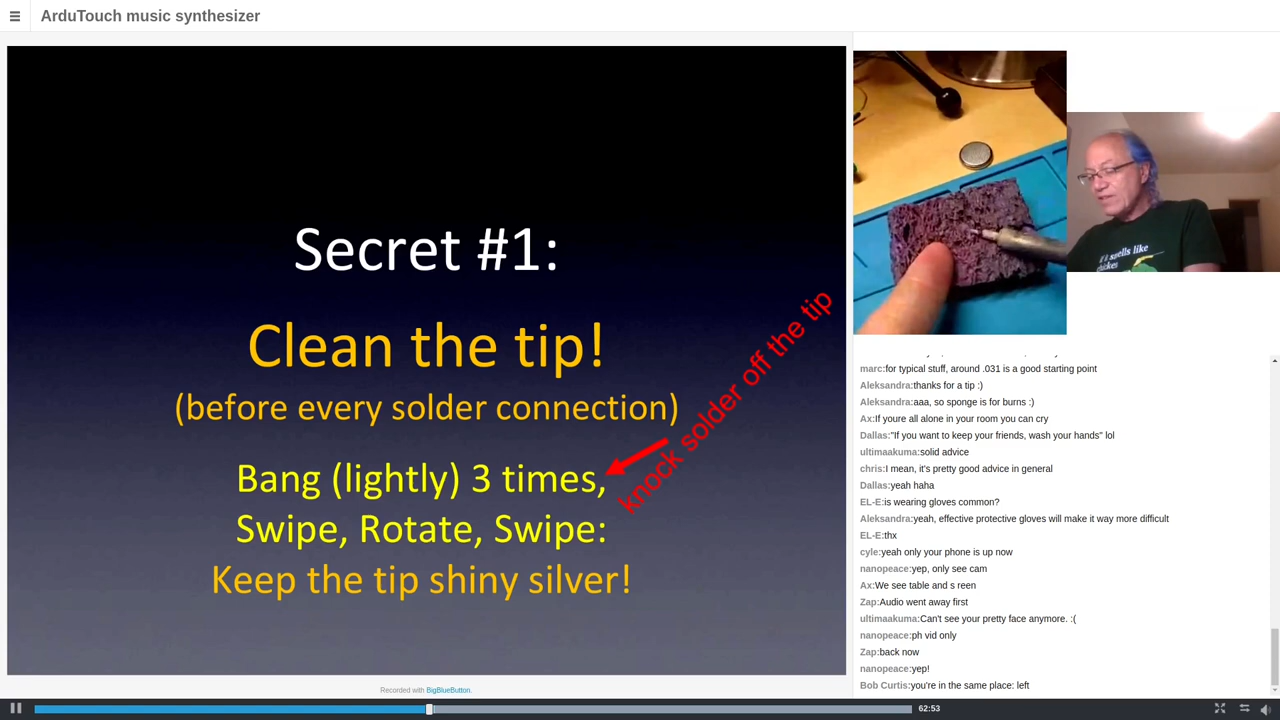 ArduTouch music synthesizer
Secret #1:
Clean the tip!
(before every solder connection)
Bang (lightly) 3 times,
knock solder off the tip
Swipe, Rotate, Swipe:
Keep the tip shiny silver!
Recorded with BigBlueButton.
if it smells like
chicken
marc:for typical stuff, around .031 is a good starting point
Aleksandra:thanks for a tip :)
Aleksandra:aaa, so sponge is for burns :)
Ax:If youre all alone in your room you can cry
Dallas:"If you want to keep your friends, wash your hands" lol
ultimaakuma:solid advice
chris:I mean, it's pretty good advice in general
Dallas:yeah haha
EL-E:is wearing gloves common?
Aleksandra:yeah, effective protective gloves will make it way more difficult
EL-E:thx
cyle:yeah only your phone is up now
nanopeace:yep, only see cam
Ax:We see table and s reen
Zap:Audio went away first
ultimaakuma:Can't see your pretty face anymore. :(
nanopeace:ph vid only
Zap:back now
nanopeace:yep!
Bob Curtis:you're in the same place: left
62:53